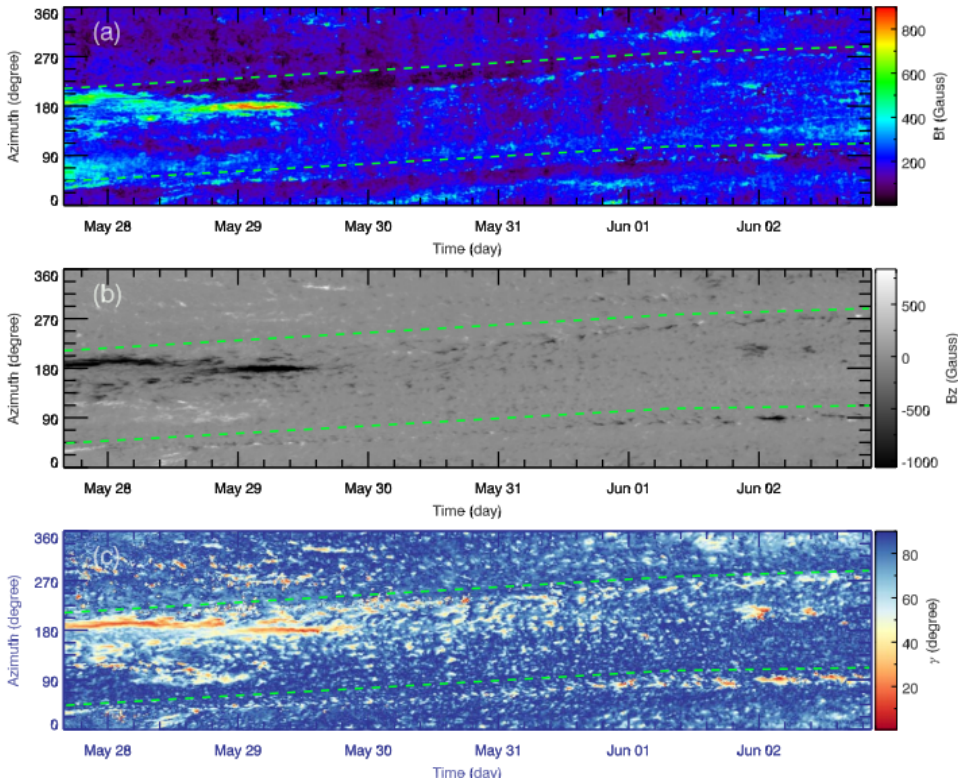 360
(a)
270
180
90
0
Azimuth (degree)
May 28 May 29 May 30 May 31 Jun 01 Jun 02
Time (day)
800
600
400
200
Bt (Gauss)
360
(b)
270
180
90
0
Azimuth (degree)
May 28 May 29 May 30 May 31 Jun 01 Jun 02
Time (day)
500
0
-500
-1000
Bz (Gauss)
360
(c)
270
180
90
0
Azimuth (degree)
May 28 May 29 May 30 May 31 Jun 01 Jun 02
Time (day)
80
60
40
20
γ (degree)